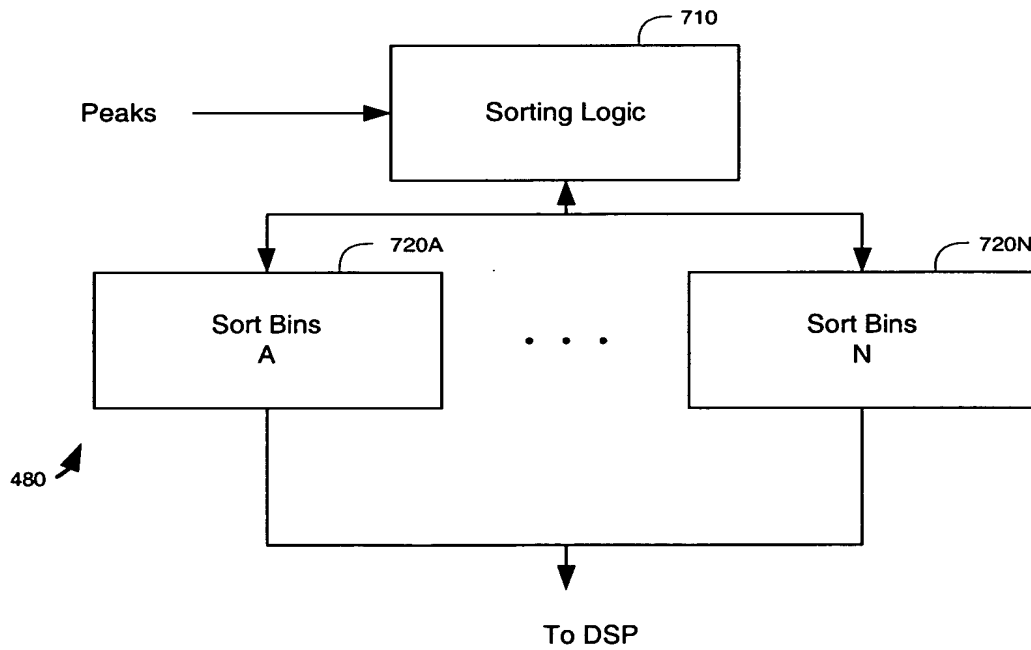 710
Peaks
Sorting Logic
720A
720N
Sort Bins
A
. . .
Sort Bins
N
480
To DSP